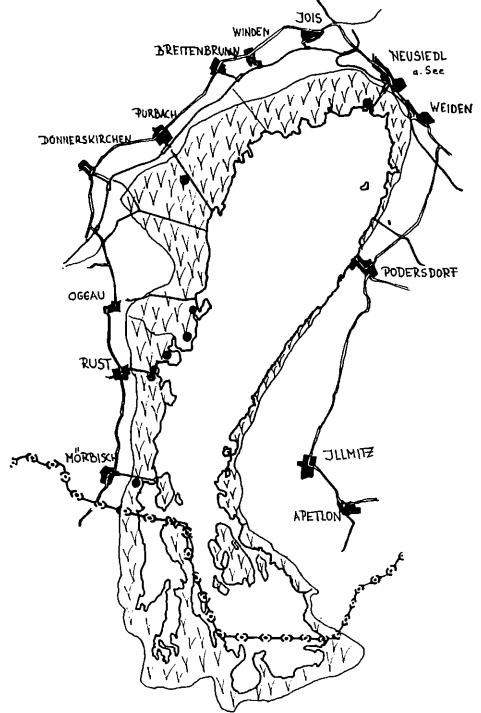 JOIS
WINDEN
BREITENBRUNN
NEUSIEDL
a. See
PURBACH
WEIDEN
DONNERSKIRCHEN
PODERSDORF
OGGAU
RUST
MÖRBISCH
JLLMITZ
APETLON